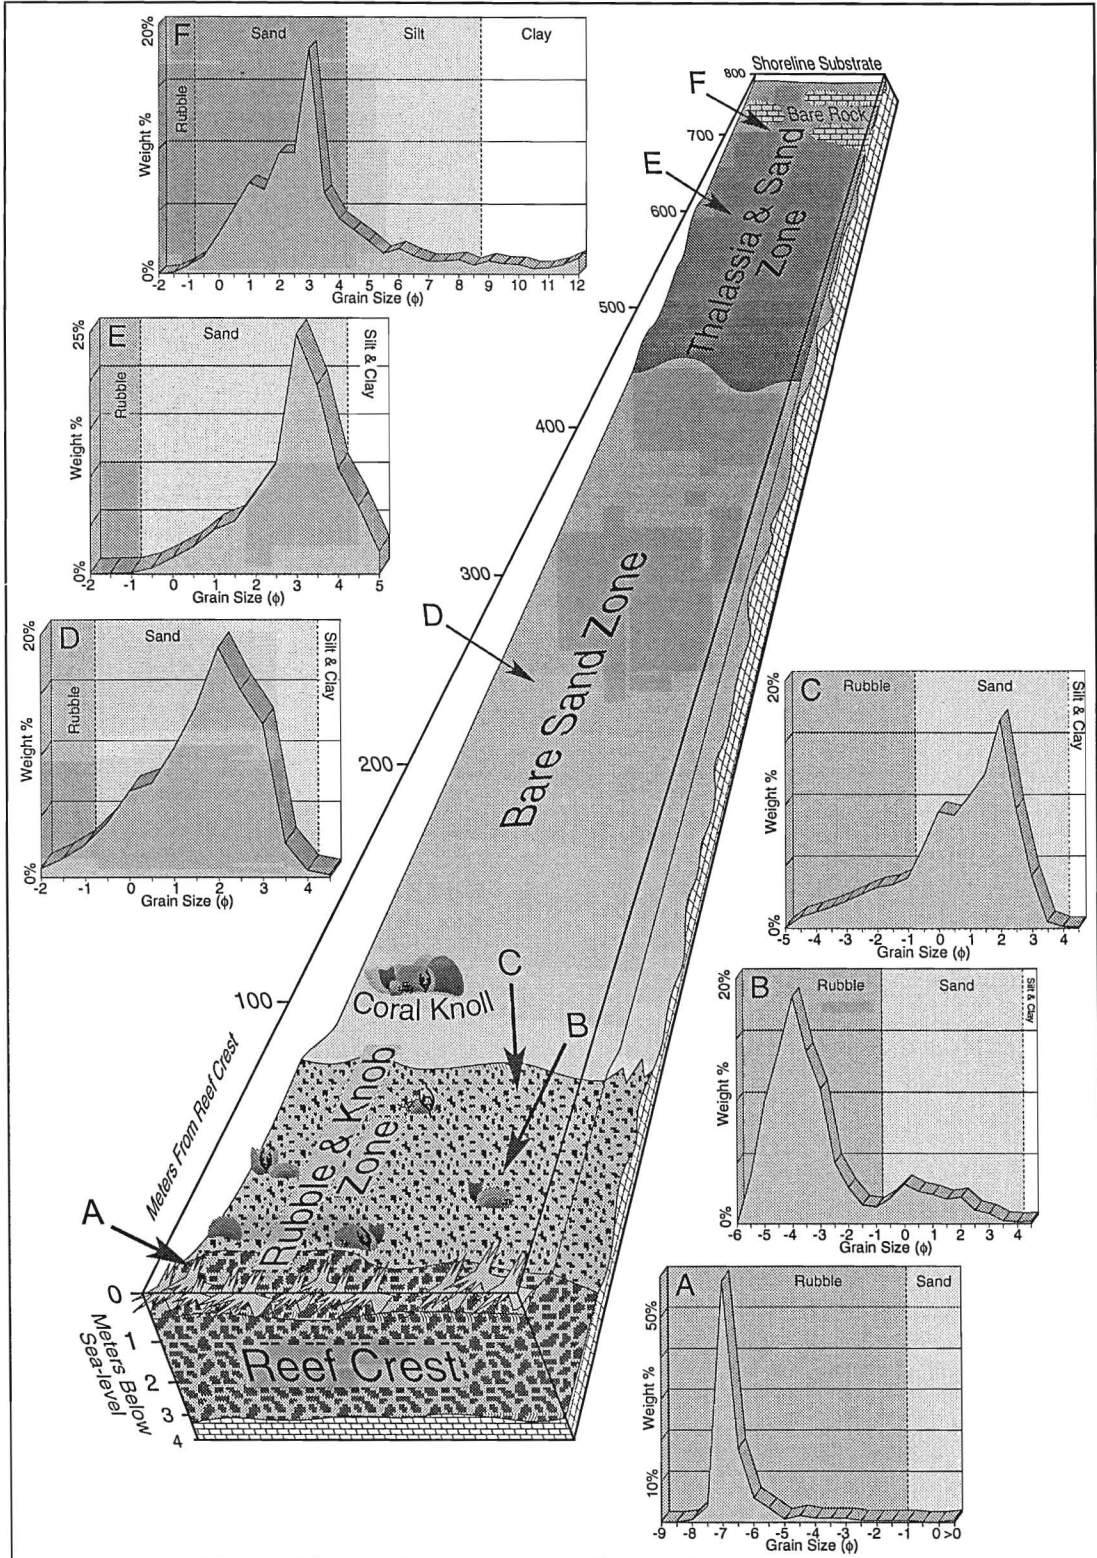 F
20%
Sand
Silt
Clay
Rubble
Weight %
0%
-2 -1 0 1 2 3 4 5 6 7 8 9 10 11 12
Grain Size (ϕ)
E
25%
Sand
Silt & Clay
Rubble
Weight %
0%
-2 -1 0 1 2 3 4 5
Grain Size (ϕ)
D
20%
Sand
Silt & Clay
Rubble
Weight %
0%
-2 -1 0 1 2 3 4
Grain Size (ϕ)
C
20%
Rubble
Sand
Silt & Clay
Weight %
0%
-5 -4 -3 -2 -1 0 1 2 3 4
Grain Size (ϕ)
B
20%
Rubble
Sand
Silt & Clay
Weight %
0%
-6 -5 -4 -3 -2 -1 0 1 2 3 4
Grain Size (ϕ)
A
50%
Rubble
Sand
Weight %
10%
-9 -8 -7 -6 -5 -4 -3 -2 -1 0 >0
Grain Size (ϕ)
Shoreline Substrate
800
Bare Rock
F
700
E
600
Thalassia & Sand
Zone
500
400
300
D
Bare Sand Zone
200
Coral Knoll
C
B
100
Meters From Reef Crest
Rubble & Knob
Zone
A
0
1
2
3
4
Meters Below
Sea-level
Reef Crest